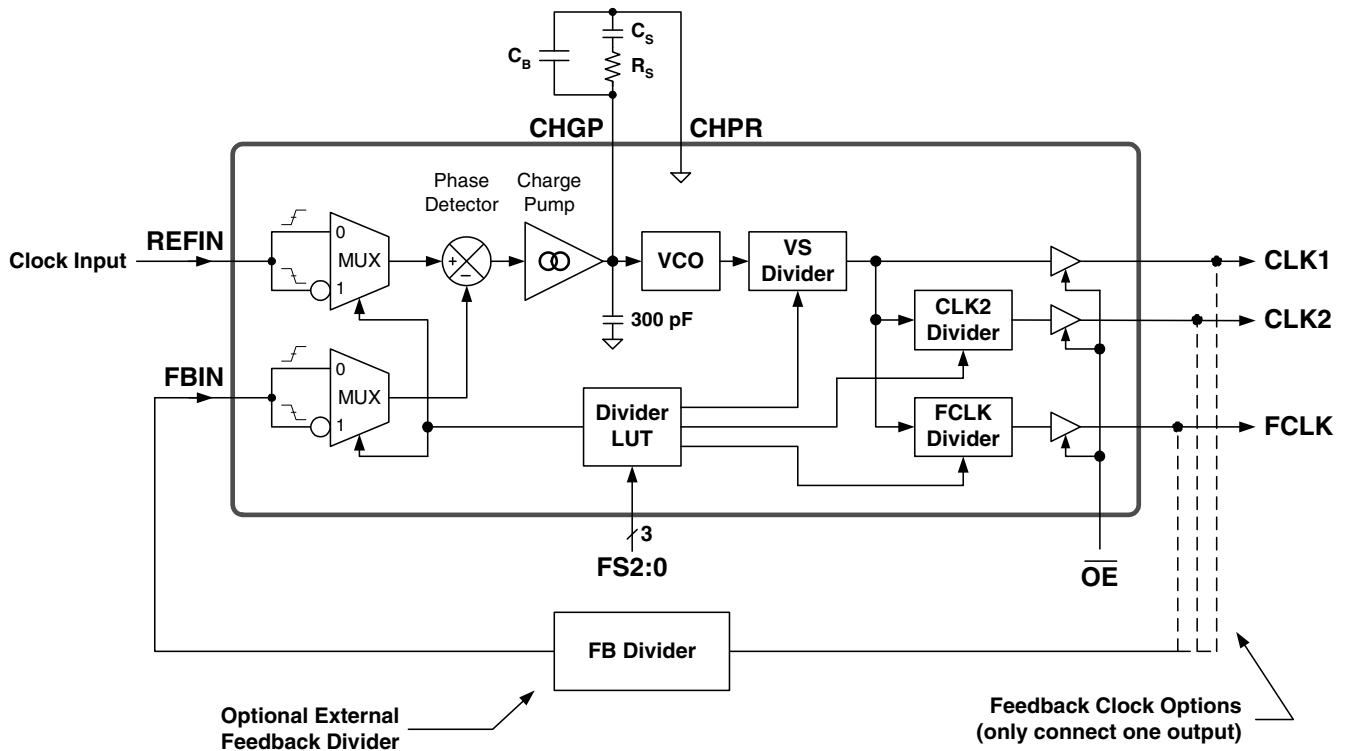 C_S
C_B
R_S
CHGP
CHPR
Phase
Detector
Charge
Pump
REFIN
Clock Input
0
MUX
1
+
−
VCO
VS
Divider
CLK1
300 pF
CLK2
Divider
CLK2
FBIN
0
MUX
1
Divider
LUT
FCLK
Divider
FCLK
3
FS2:0
O̅E̅
FB Divider
Optional External
Feedback Divider
Feedback Clock Options
(only connect one output)